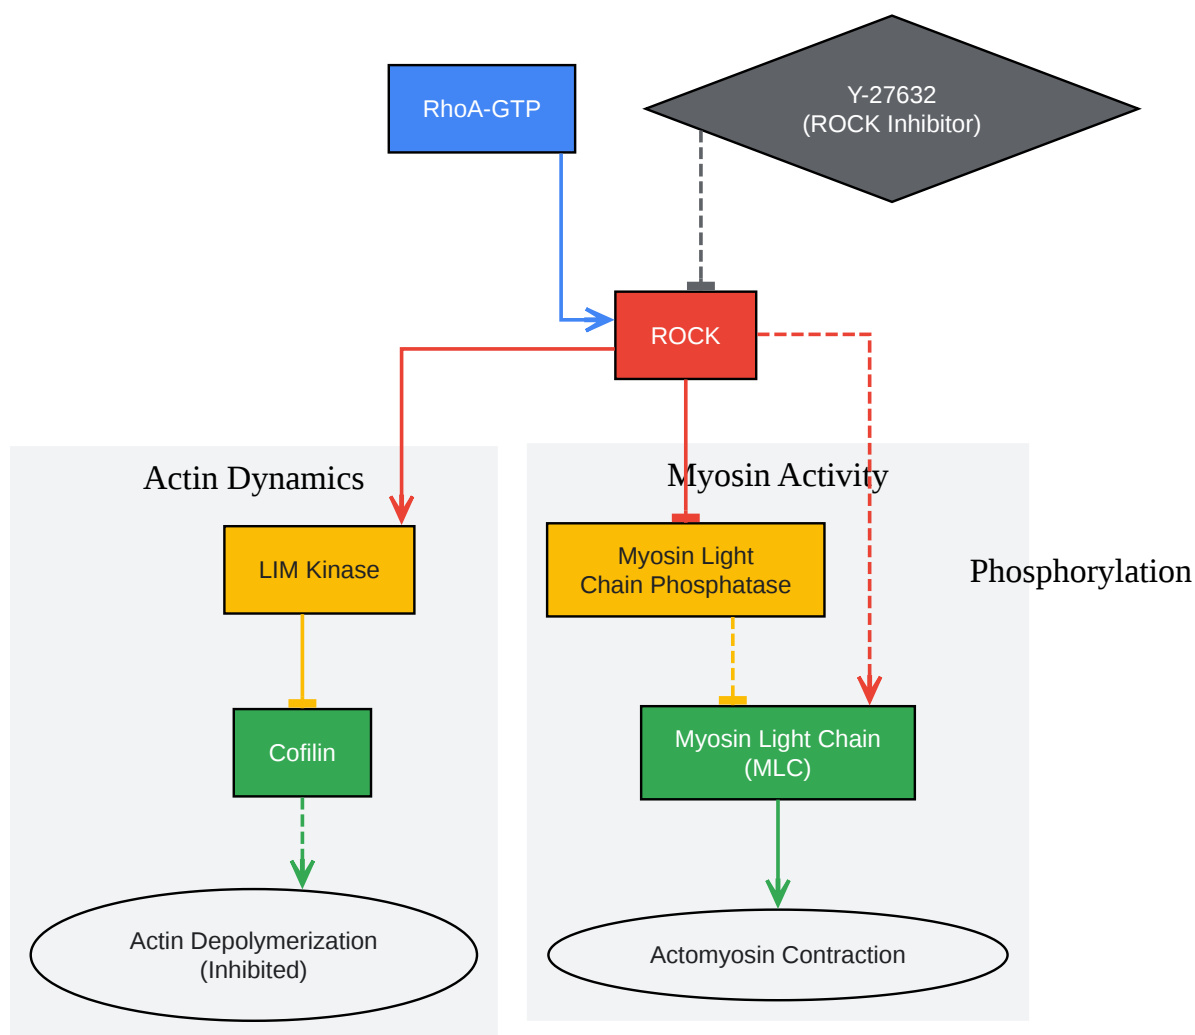 RhoA-GTP
Y-27632
(ROCK Inhibitor)
ROCK
Actin Dynamics
Myosin Activity
LIM Kinase
Myosin Light
Chain Phosphatase
Phosphorylation
Cofilin
Myosin Light Chain
(MLC)
Actin Depolymerization
(Inhibited)
Actomyosin Contraction